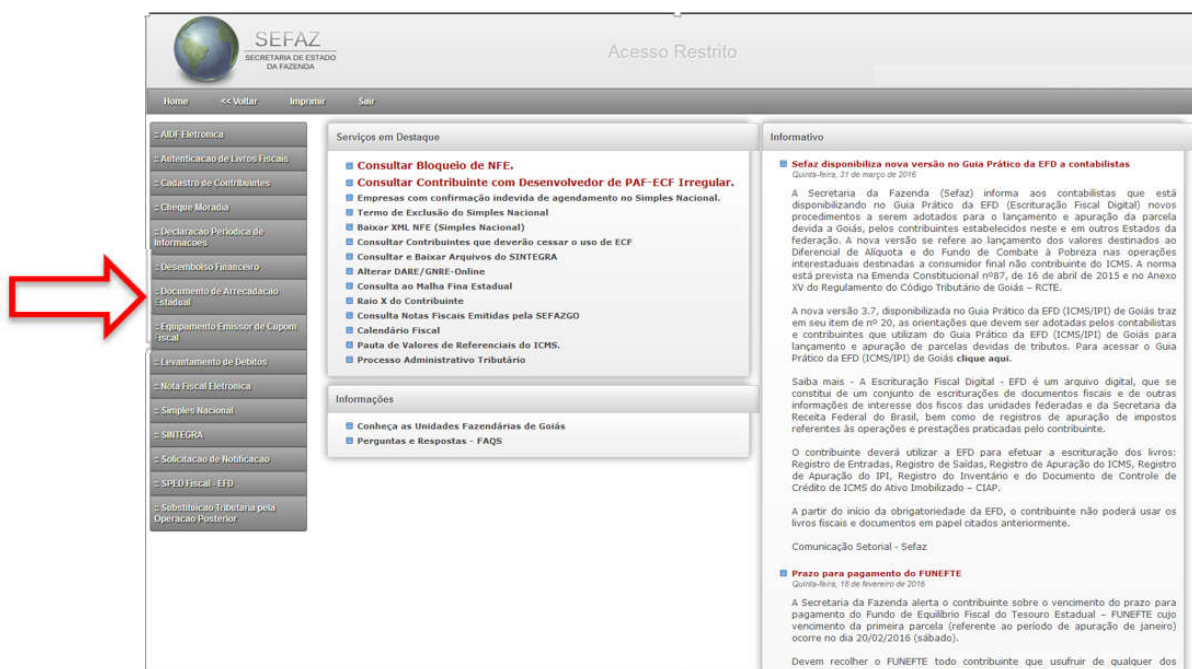 SEFAZ
SECRETARIA DE ESTADO
DA FAZENDA
Acesso Restrito
Home << Voltar Imprimir Sair
:: AIDF Eletronica
:: Autenticacao de Livros Fiscais
:: Cadastro de Contribuintes
:: Cheque Moradia
:: Declaracao Periodica de
Informacoes
:: Desembolso Financeiro
:: Documento de Arrecadacao
Estadual
:: Equipamento Emissor de Cupom
Fiscal
:: Levantamento de Debitos
:: Nota Fiscal Eletronica
:: Simples Nacional
:: SINTEGRA
:: Solicitacao de Notificacao
:: SPED Fiscal - EFD
:: Substituicao Tributaria pela
Operacao Posterior
Serviços em Destaque
Consultar Bloqueio de NFE.
Consultar Contribuinte com Desenvolvedor de PAF-ECF Irregular.
Empresas com confirmação indevida de agendamento no Simples Nacional.
Termo de Exclusão do Simples Nacional
Baixar XML NFE (Simples Nacional)
Consultar Contribuintes que deverão cessar o uso de ECF
Consultar e Baixar Arquivos do SINTEGRA
Alterar DARE/GNRE-Online
Consulta ao Malha Fina Estadual
Raio X do Contribuinte
Consulta Notas Fiscais Emitidas pela SEFAZGO
Calendário Fiscal
Pauta de Valores de Referenciais do ICMS.
Processo Administrativo Tributário
Informações
Conheça as Unidades Fazendárias de Goiás
Perguntas e Respostas - FAQS
Informativo
Sefaz disponibiliza nova versão no Guia Prático da EFD a contabilistas
Quinta-feira, 31 de março de 2016
A Secretaria da Fazenda (Sefaz) informa aos contabilistas que está
disponibilizando no Guia Prático da EFD (Escrituração Fiscal Digital) novos
procedimentos a serem adotados para o lançamento e apuração da parcela
devida a Goiás, pelos contribuintes estabelecidos neste e em outros Estados da
federação. A nova versão se refere ao lançamento dos valores destinados ao
Diferencial de Alíquota e do Fundo de Combate à Pobreza nas operações
interestaduais destinadas a consumidor final não contribuinte do ICMS. A norma
está prevista na Emenda Constitucional nº87, de 16 de abril de 2015 e no Anexo
XV do Regulamento do Código Tributário de Goiás – RCTE.
A nova versão 3.7, disponibilizada no Guia Prático da EFD (ICMS/IPI) de Goiás traz
em seu item de nº 20, as orientações que devem ser adotadas pelos contabilistas
e contribuintes que utilizam do Guia Prático da EFD (ICMS/IPI) de Goiás para
lançamento e apuração de parcelas devidas de tributos. Para acessar o Guia
Prático da EFD (ICMS/IPI) de Goiás clique aqui.
Saiba mais - A Escrituração Fiscal Digital - EFD é um arquivo digital, que se
constitui de um conjunto de escriturações de documentos fiscais e de outras
informações de interesse dos fiscos das unidades federadas e da Secretaria da
Receita Federal do Brasil, bem como de registros de apuração de impostos
referentes às operações e prestações praticadas pelo contribuinte.
O contribuinte deverá utilizar a EFD para efetuar a escrituração dos livros:
Registro de Entradas, Registro de Saídas, Registro de Apuração do ICMS, Registro
de Apuração do IPI, Registro do Inventário e do Documento de Controle de
Crédito de ICMS do Ativo Imobilizado – CIAP.
A partir do início da obrigatoriedade da EFD, o contribuinte não poderá usar os
livros fiscais e documentos em papel citados anteriormente.
Comunicação Setorial - Sefaz
Prazo para pagamento do FUNEFTE
Quinta-feira, 18 de fevereiro de 2016
A Secretaria da Fazenda alerta o contribuinte sobre o vencimento do prazo para
pagamento do Fundo de Equilíbrio Fiscal do Tesouro Estadual – FUNEFTE cujo
vencimento da primeira parcela (referente ao período de apuração de janeiro)
ocorre no dia 20/02/2016 (sábado).
Devem recolher o FUNEFTE todo contribuinte que usufruir de qualquer dos